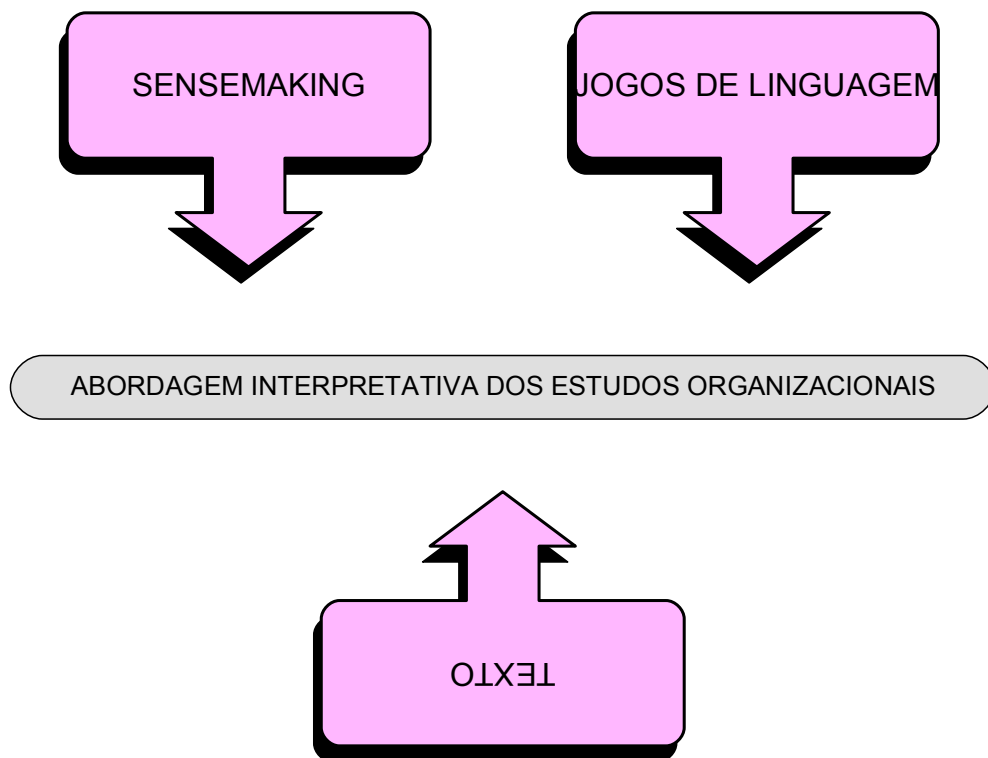 SENSEMAKING
JOGOS DE LINGUAGEM
ABORDAGEM INTERPRETATIVA DOS ESTUDOS ORGANIZACIONAIS
TEXTO